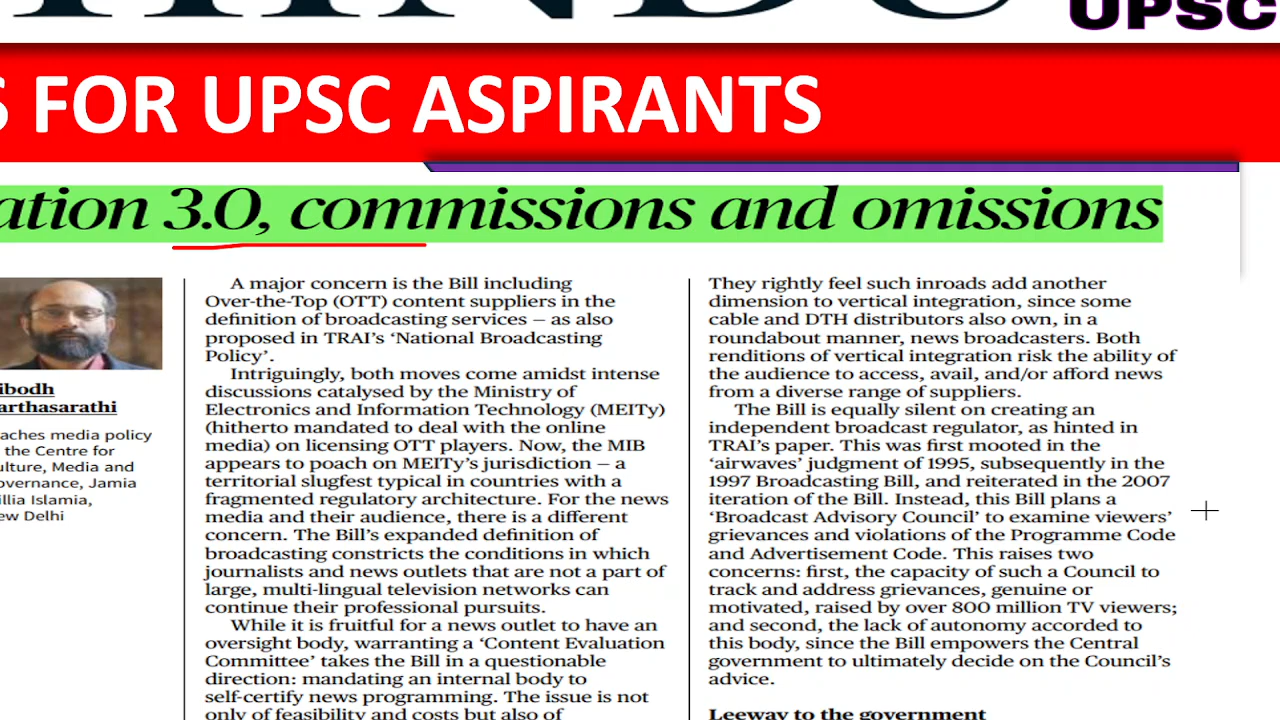 HINDU
UPSC
S FOR UPSC ASPIRANTS
ation 3.0, commissions and omissions
ibodh
arthasarathi
aches media policy
the Centre for
ulture, Media and
overnance, Jamia
illia Islamia,
ew Delhi
A major concern is the Bill including
Over-the-Top (OTT) content suppliers in the
definition of broadcasting services – as also
proposed in TRAI's 'National Broadcasting
Policy'.
Intriguingly, both moves come amidst intense
discussions catalysed by the Ministry of
Electronics and Information Technology (MEITy)
(hitherto mandated to deal with the online
media) on licensing OTT players. Now, the MIB
appears to poach on MEITy's jurisdiction – a
territorial slugfest typical in countries with a
fragmented regulatory architecture. For the news
media and their audience, there is a different
concern. The Bill's expanded definition of
broadcasting constricts the conditions in which
journalists and news outlets that are not a part of
large, multi-lingual television networks can
continue their professional pursuits.
While it is fruitful for a news outlet to have an
oversight body, warranting a 'Content Evaluation
Committee' takes the Bill in a questionable
direction: mandating an internal body to
self-certify news programming. The issue is not
only of feasibility and costs but also of
They rightly feel such inroads add another
dimension to vertical integration, since some
cable and DTH distributors also own, in a
roundabout manner, news broadcasters. Both
renditions of vertical integration risk the ability of
the audience to access, avail, and/or afford news
from a diverse range of suppliers.
The Bill is equally silent on creating an
independent broadcast regulator, as hinted in
TRAI's paper. This was first mooted in the
'airwaves' judgment of 1995, subsequently in the
1997 Broadcasting Bill, and reiterated in the 2007
iteration of the Bill. Instead, this Bill plans a
'Broadcast Advisory Council' to examine viewers'
grievances and violations of the Programme Code
and Advertisement Code. This raises two
concerns: first, the capacity of such a Council to
track and address grievances, genuine or
motivated, raised by over 800 million TV viewers;
and second, the lack of autonomy accorded to
this body, since the Bill empowers the Central
government to ultimately decide on the Council's
advice.
Leeway to the government